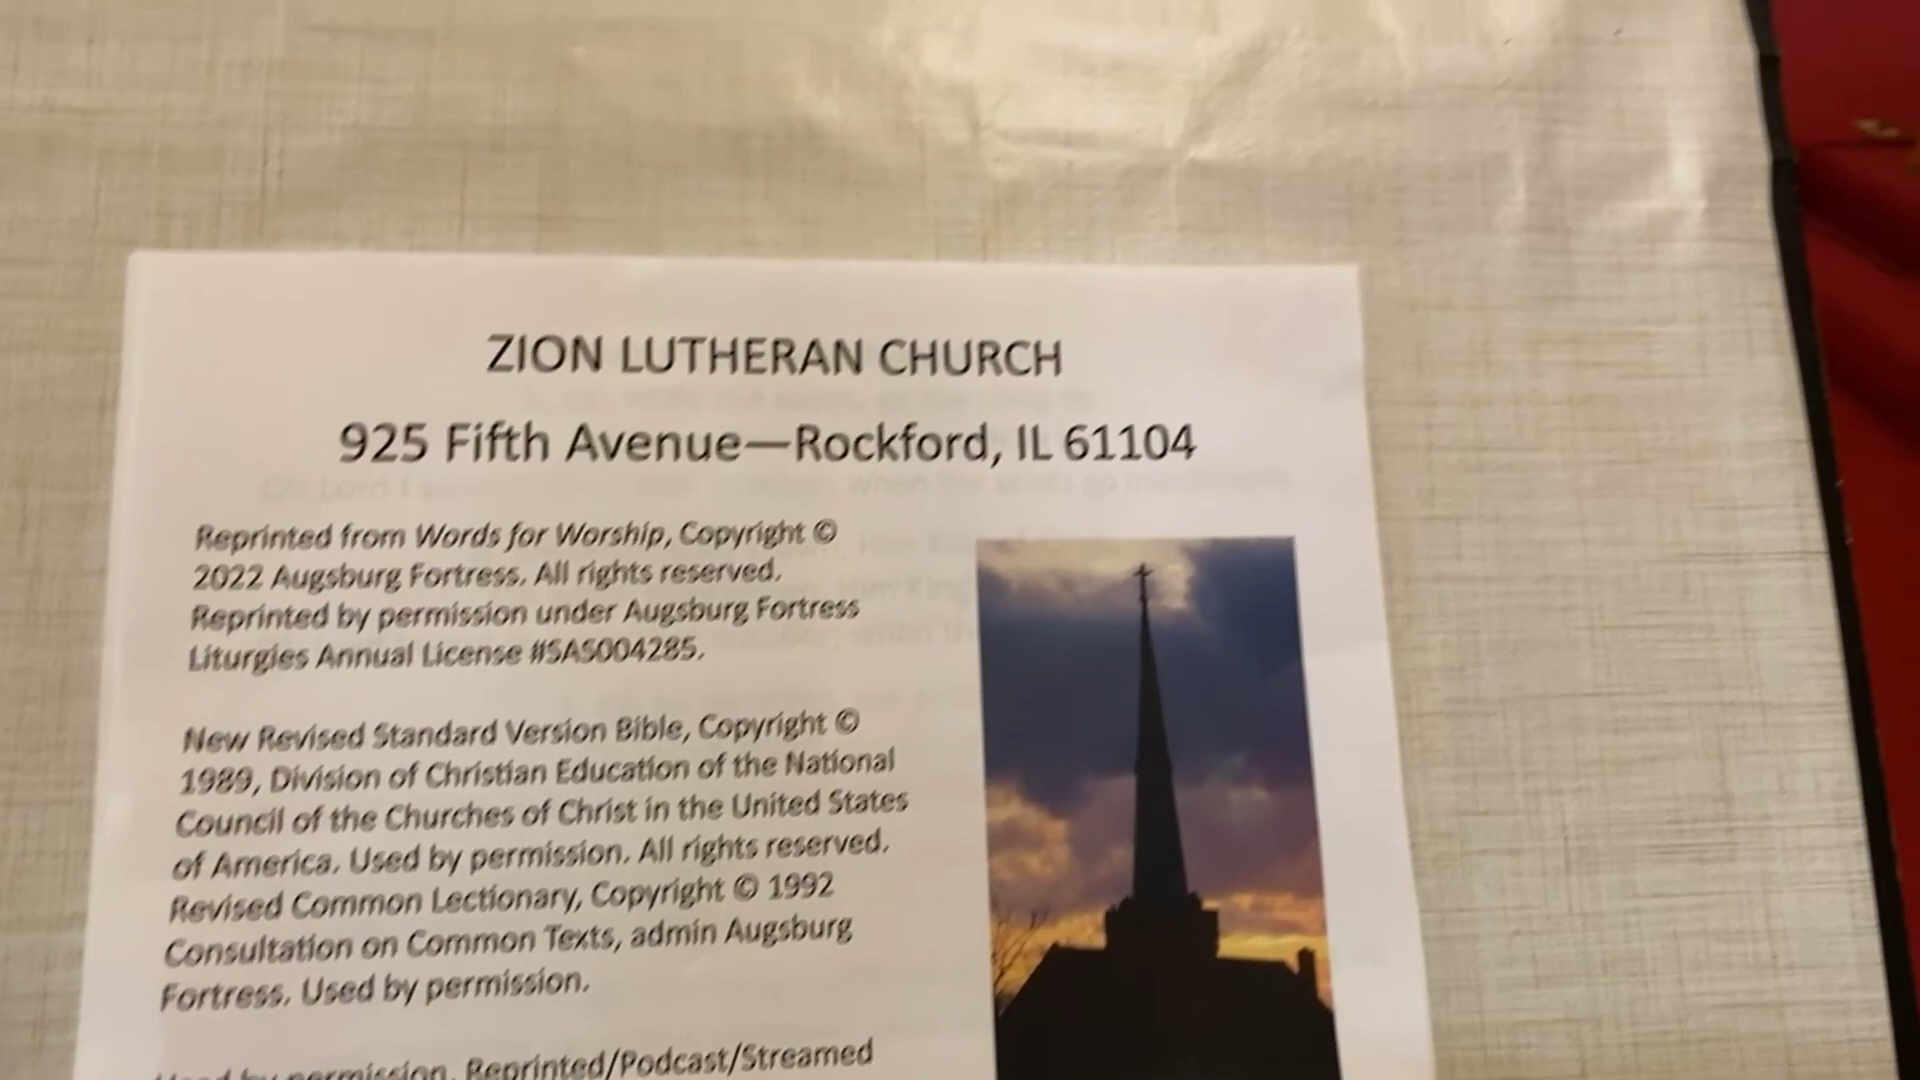 ZION LUTHERAN CHURCH
925 Fifth Avenue—Rockford, IL 61104
Reprinted from Words for Worship, Copyright ©
2022 Augsburg Fortress. All rights reserved.
Reprinted by permission under Augsburg Fortress
Liturgies Annual License #SAS004285.
New Revised Standard Version Bible, Copyright ©
1989, Division of Christian Education of the National
Council of the Churches of Christ in the United States
of America. Used by permission. All rights reserved.
Revised Common Lectionary, Copyright © 1992
Consultation on Common Texts, admin Augsburg
Fortress. Used by permission.
Used by permission. Reprinted/Podcast/Streamed